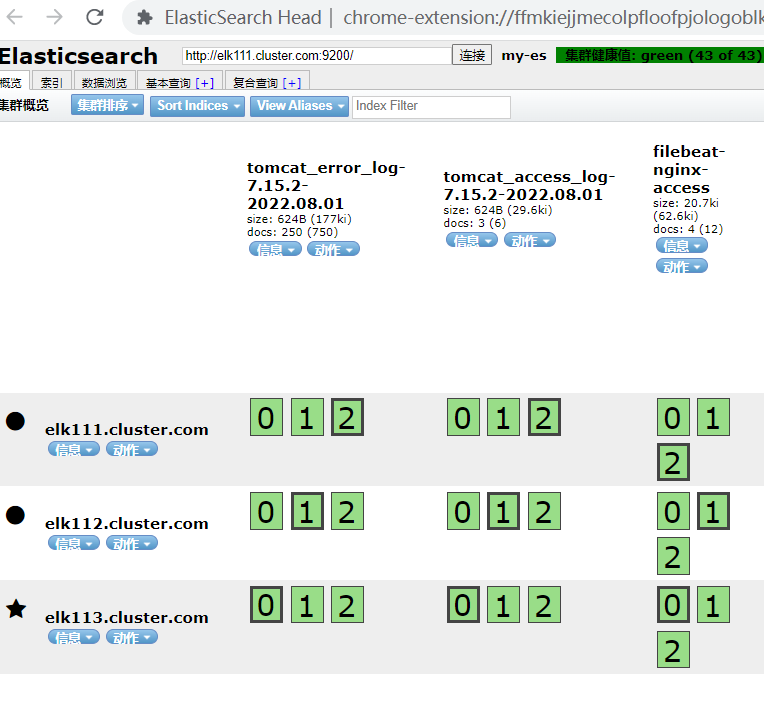 ElasticSearch Head | chrome-extension://ffmkiejjmecolpfloofpjologoblk
Elasticsearch http://elk111.cluster.com:9200/ 连接 my-es 集群健康值: green (43 of 43)
概览 索引 数据浏览 基本查询 [+] 复合查询 [+]
集群概览 集群排序 Sort Indices View Aliases Index Filter
tomcat_error_log-
7.15.2-
2022.08.01
size: 624B (177ki)
docs: 250 (750)
信息 动作
tomcat_access_log-
7.15.2-2022.08.01
size: 624B (29.6ki)
docs: 3 (6)
信息 动作
filebeat-
nginx-
access
size: 20.7ki
(62.6ki)
docs: 4 (12)
信息
动作
elk111.cluster.com
信息 动作
0 1 2
0 1 2
0 1
2
elk112.cluster.com
信息 动作
0 1 2
0 1 2
0 1
2
elk113.cluster.com
信息 动作
0 1 2
0 1 2
0 1
2